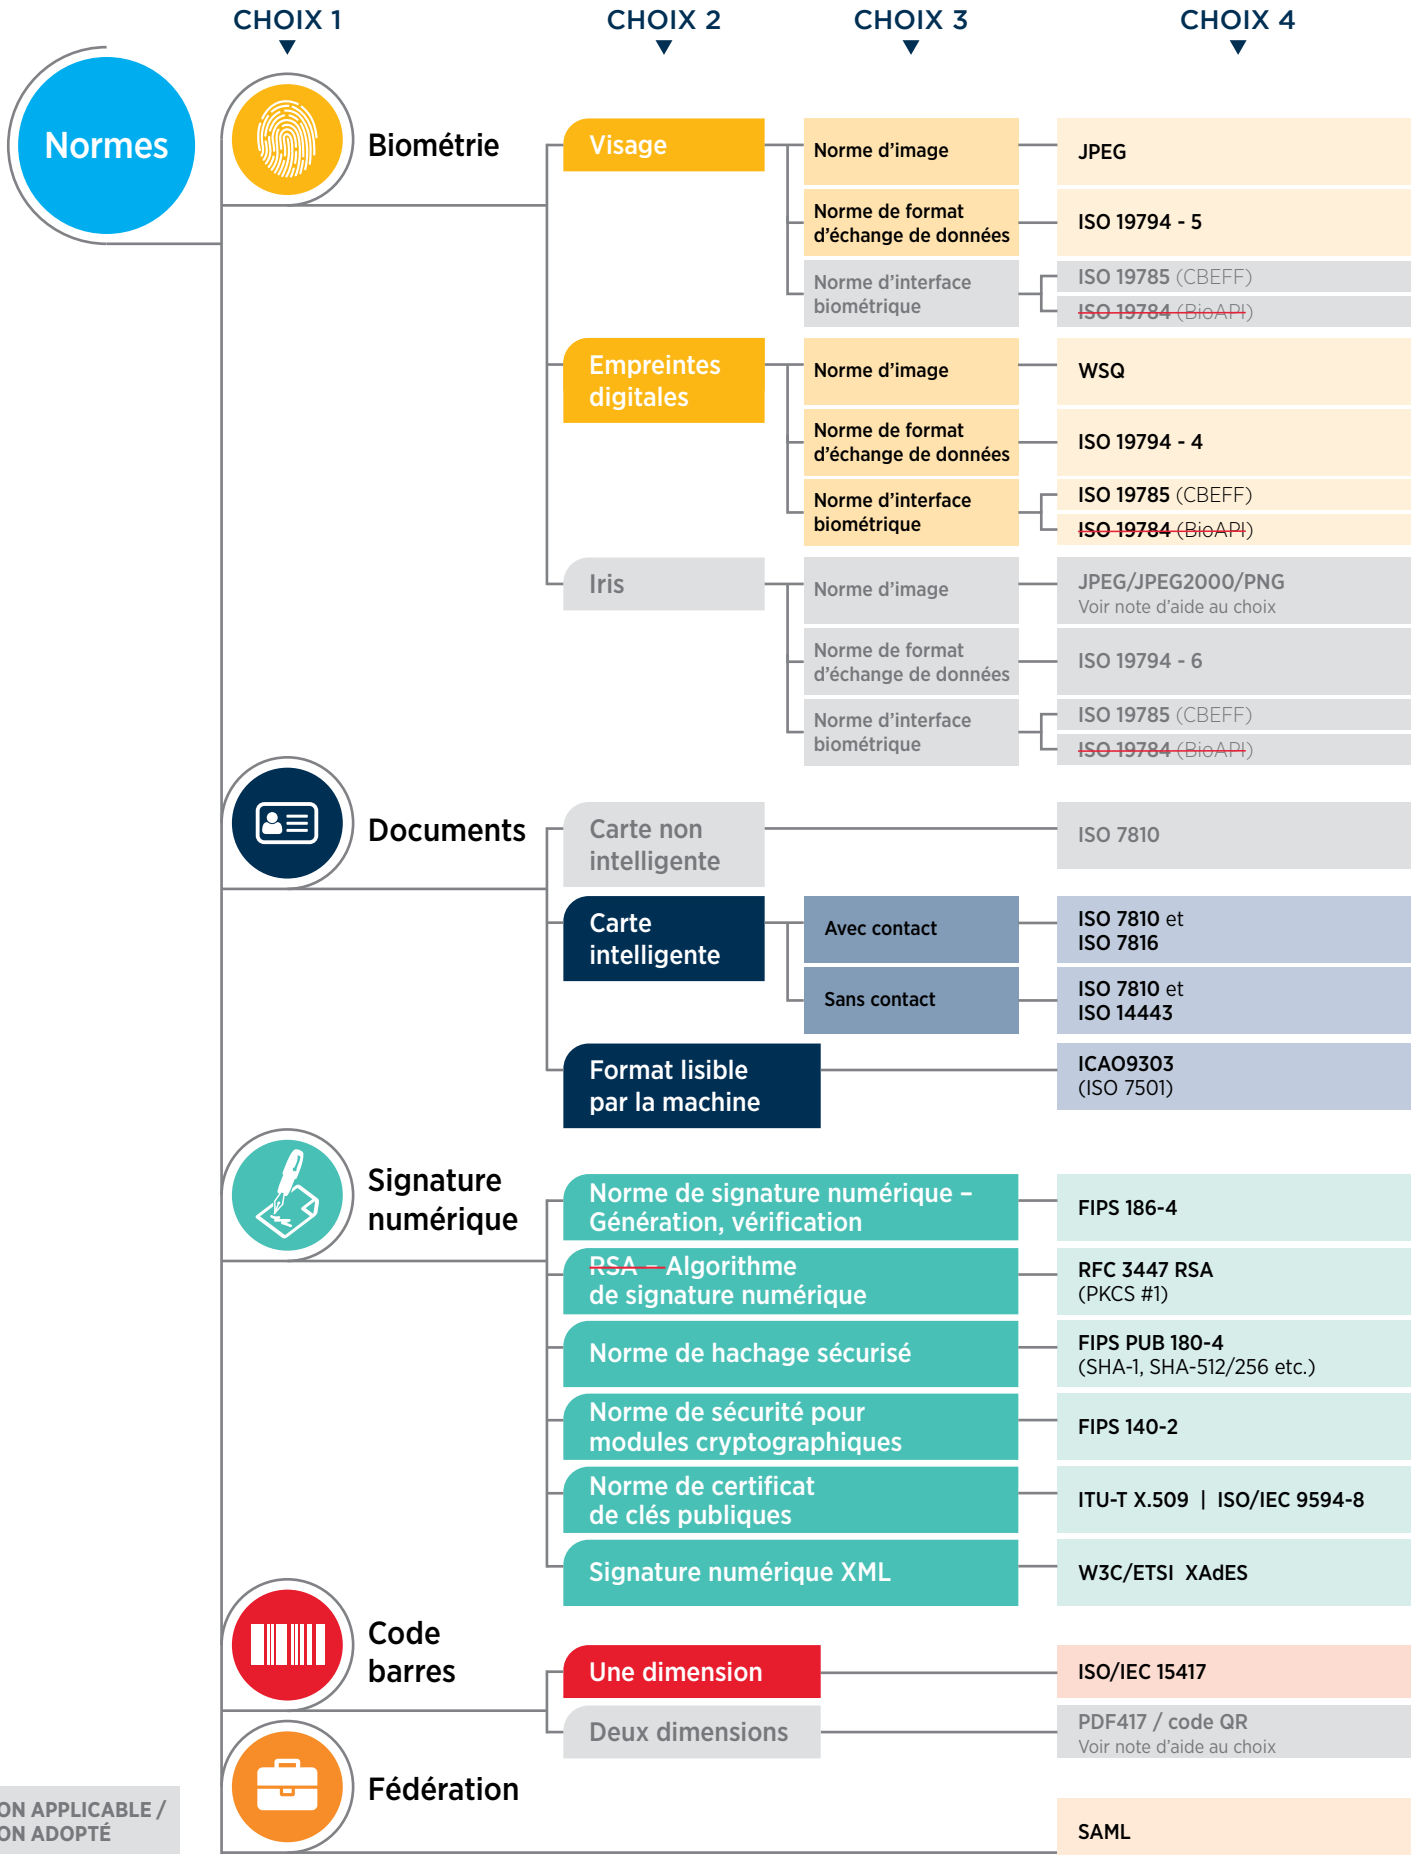 CHOIX 1
CHOIX 2
CHOIX 3
CHOIX 4
Normes
Biométrie
Visage
Norme d'image
JPEG
Norme de format
d'échange de données
ISO 19794 - 5
Norme d'interface
biométrique
ISO 19785 (CBEFF)
ISO 19784 (BioAPI)
Empreintes
digitales
Norme d'image
WSQ
Norme de format
d'échange de données
ISO 19794 - 4
Norme d'interface
biométrique
ISO 19785 (CBEFF)
ISO 19784 (BioAPI)
Iris
Norme d'image
JPEG/JPEG2000/PNG
Voir note d'aide au choix
Norme de format
d'échange de données
ISO 19794 - 6
Norme d'interface
biométrique
ISO 19785 (CBEFF)
ISO 19784 (BioAPI)
Documents
Carte non
intelligente
ISO 7810
Carte
intelligente
Avec contact
ISO 7810 et
ISO 7816
Sans contact
ISO 7810 et
ISO 14443
Format lisible
par la machine
ICAO9303
(ISO 7501)
Signature
numérique
Norme de signature numérique –
Génération, vérification
FIPS 186-4
RSA – Algorithme
de signature numérique
RFC 3447 RSA
(PKCS #1)
Norme de hachage sécurisé
FIPS PUB 180-4
(SHA-1, SHA-512/256 etc.)
Norme de sécurité pour
modules cryptographiques
FIPS 140-2
Norme de certificat
de clés publiques
ITU-T X.509 | ISO/IEC 9594-8
Signature numérique XML
W3C/ETSI XAdES
Code
barres
Une dimension
ISO/IEC 15417
Deux dimensions
PDF417 / code QR
Voir note d'aide au choix
Fédération
SAML
ON APPLICABLE /
ON ADOPTÉ